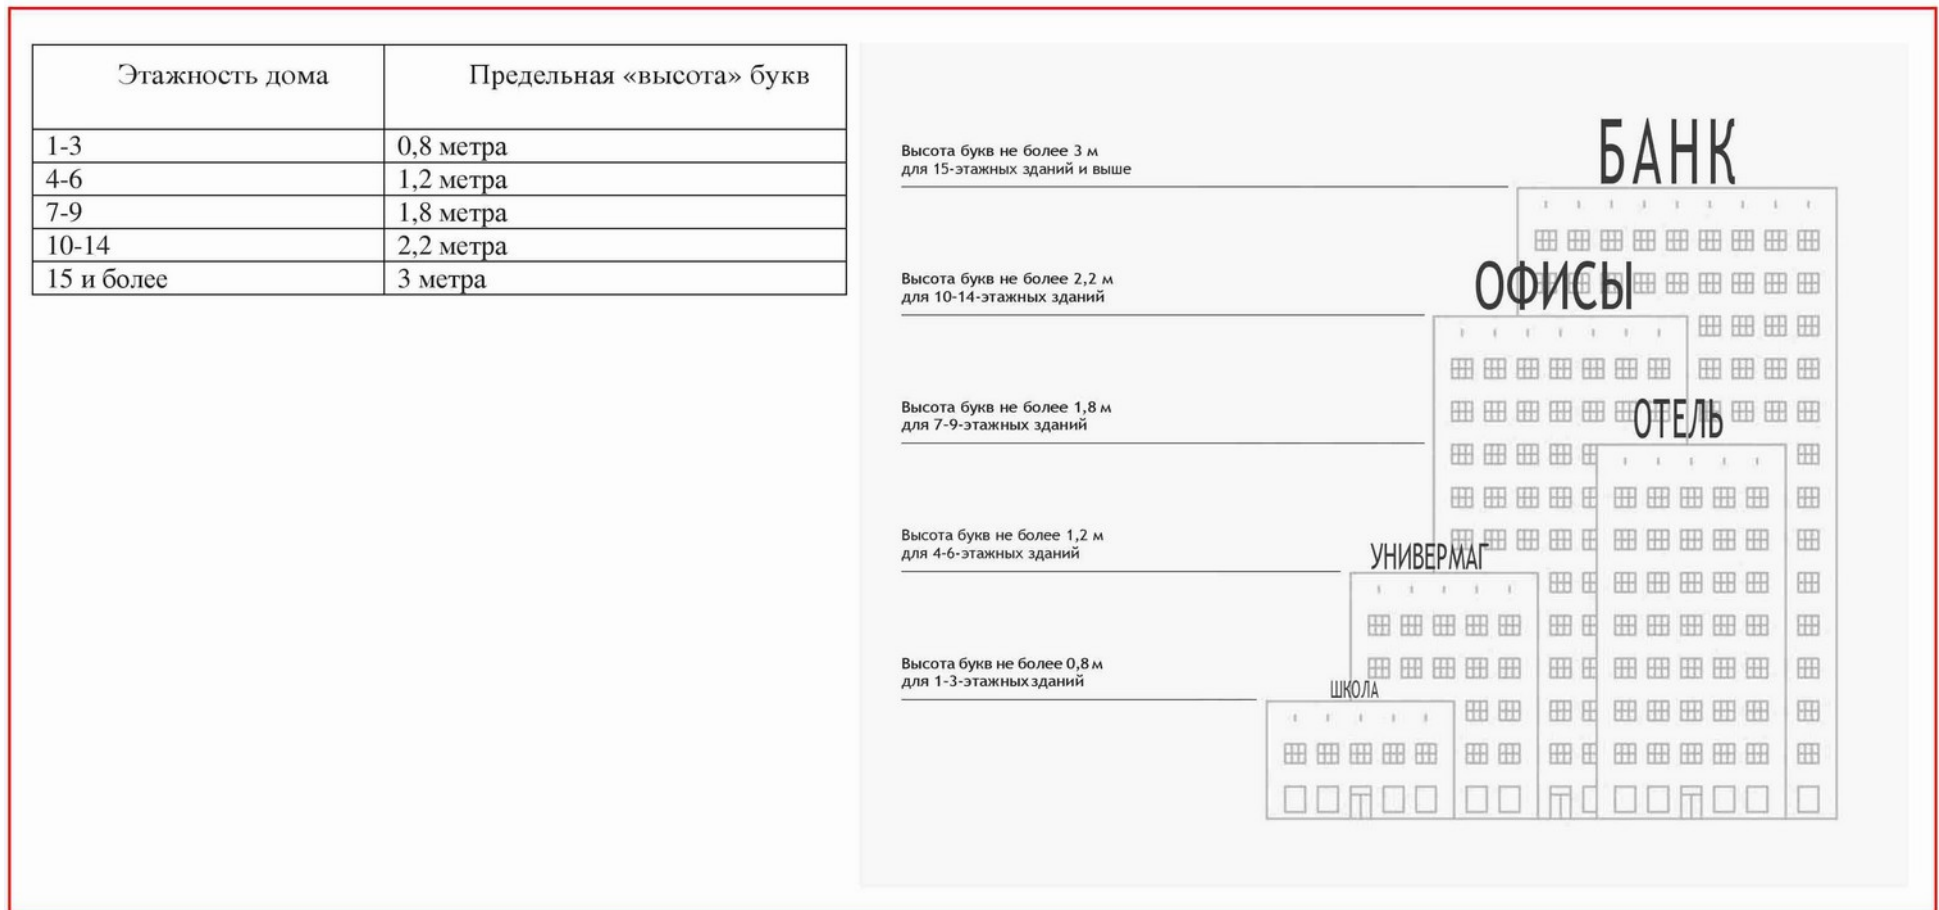 Этажность дома Предельная «высота» букв
1-3 0,8 метра
4-6 1,2 метра
7-9 1,8 метра
10-14 2,2 метра
15 и более 3 метра
БАНК
Высота букв не более 3 м
для 15-этажных зданий и выше
ОФИСЫ
Высота букв не более 2,2 м
для 10-14-этажных зданий
ОТЕЛЬ
Высота букв не более 1,8 м
для 7-9-этажных зданий
УНИВЕРМАГ
Высота букв не более 1,2 м
для 4-6-этажных зданий
ШКОЛА
Высота букв не более 0,8 м
для 1-3-этажных зданий